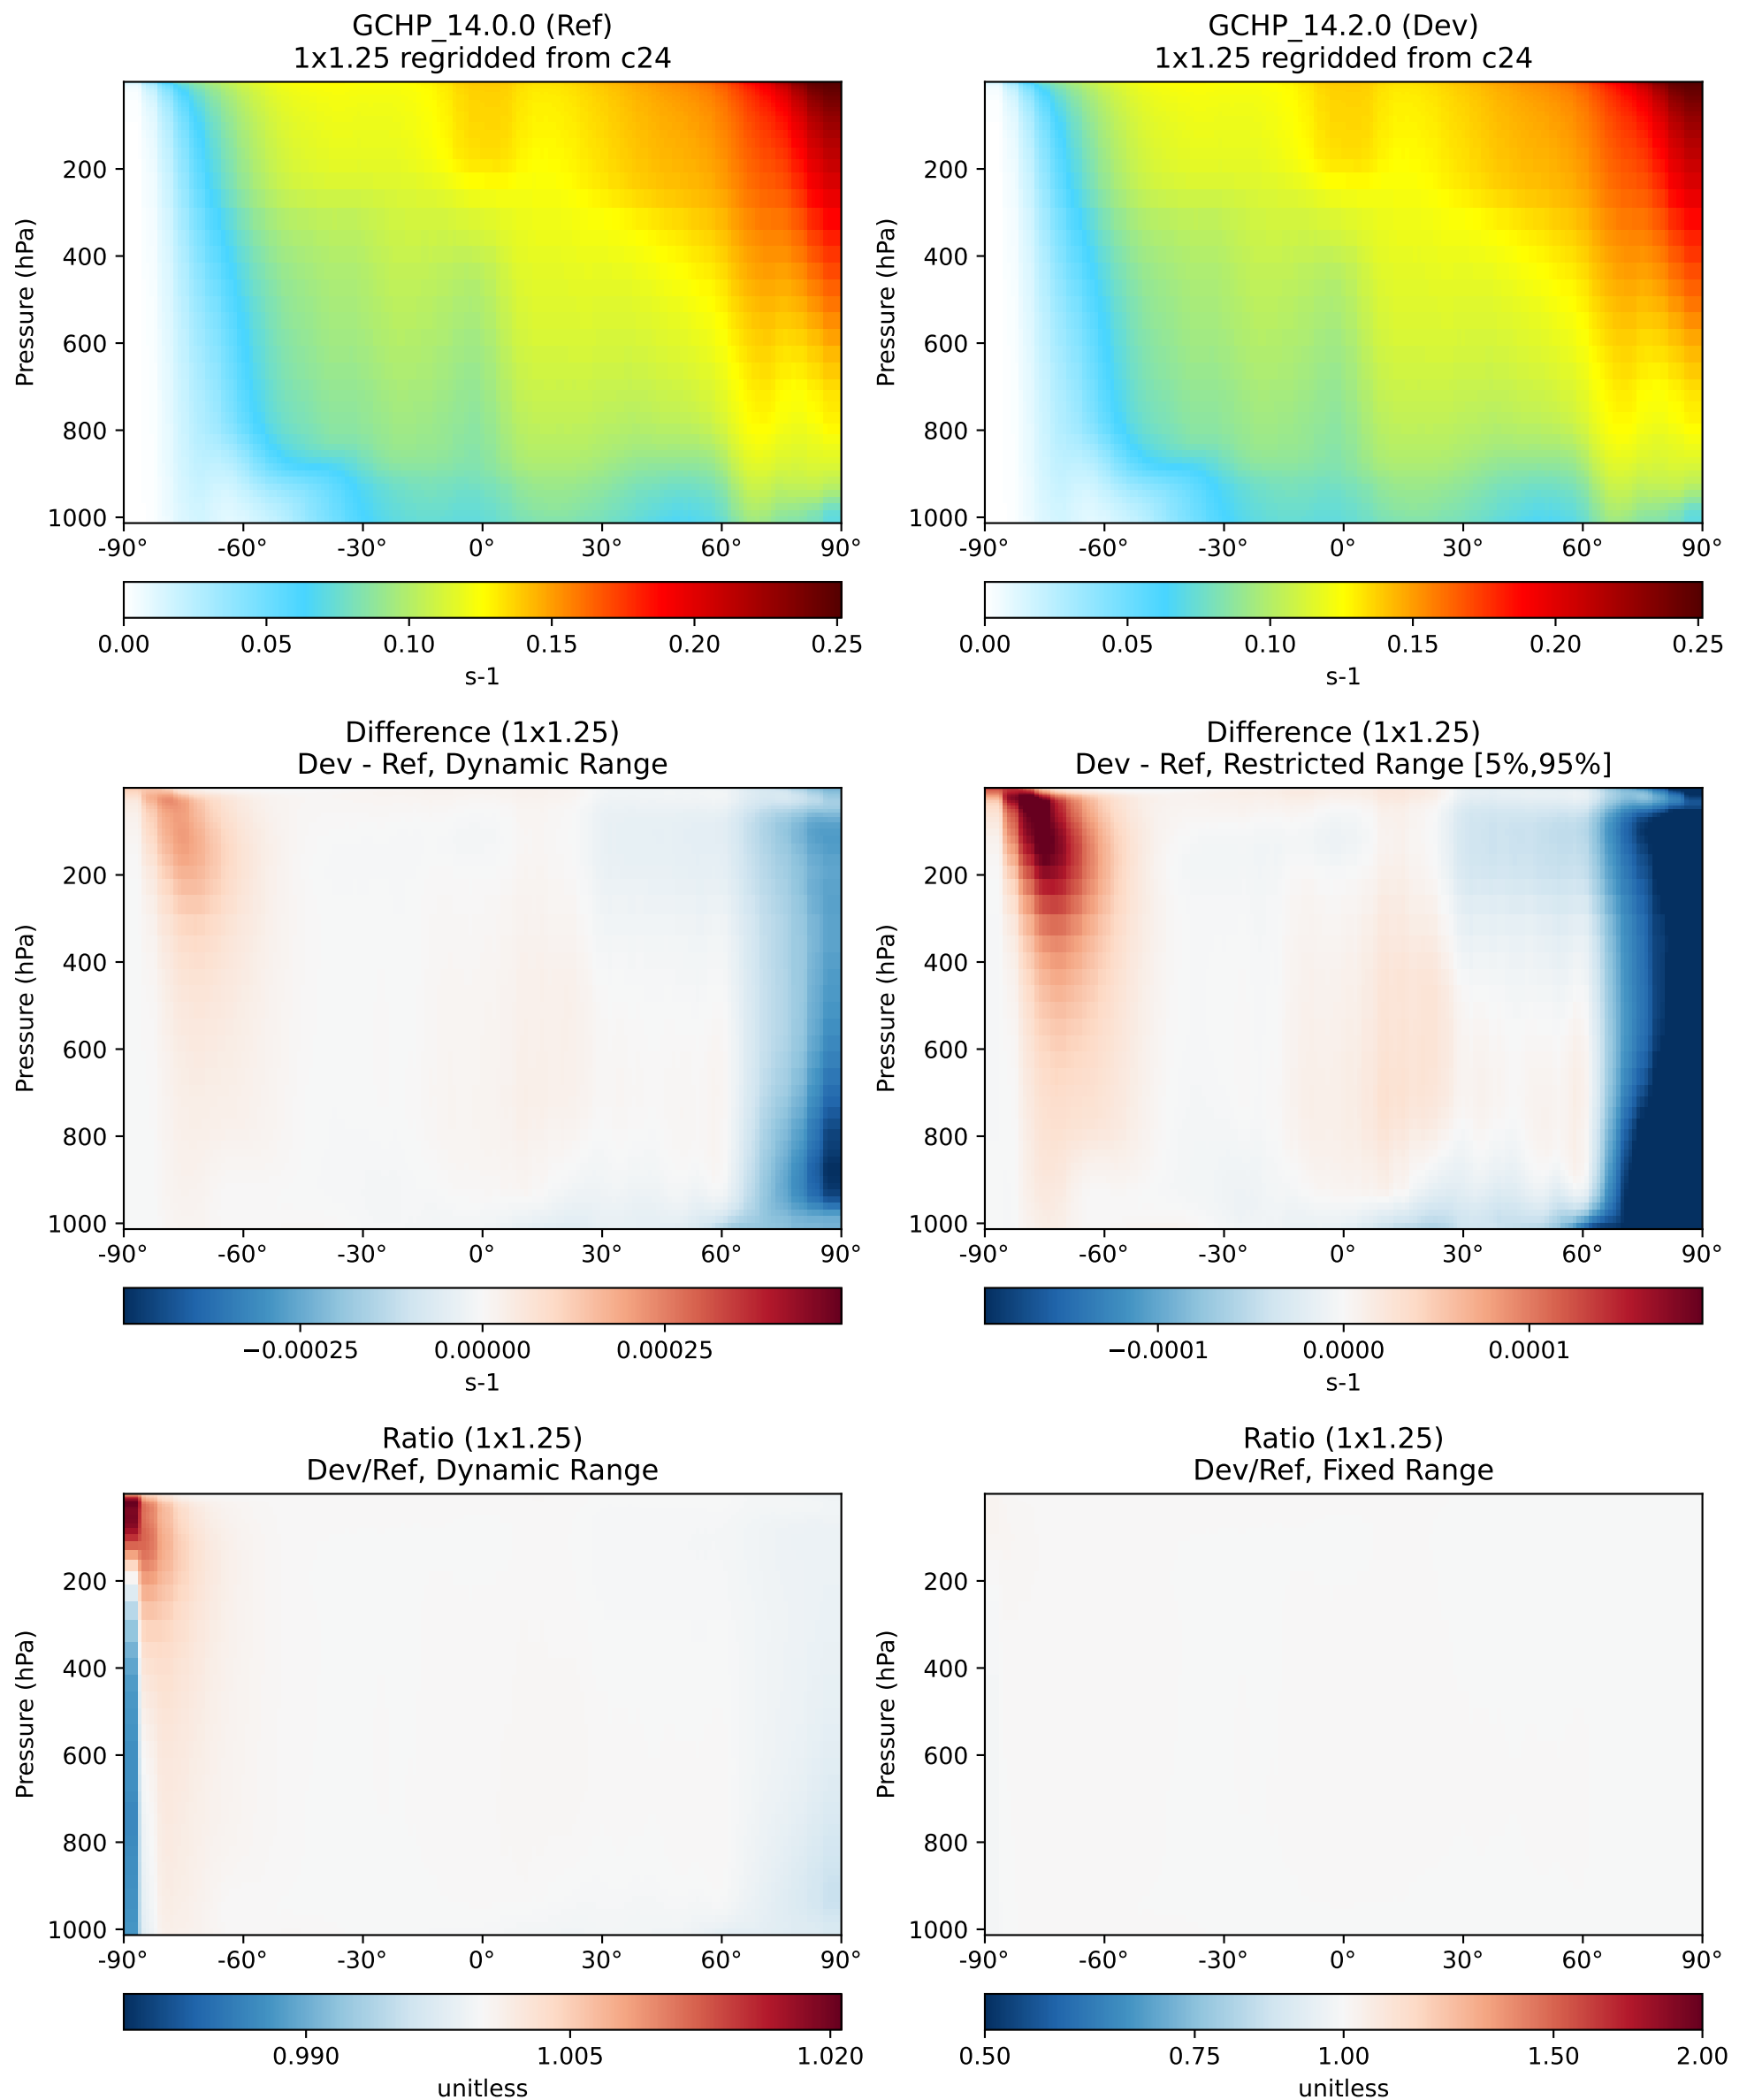 GCHP_14.0.0 (Ref)
1x1.25 regridded from c24
Pressure (hPa)
200
400
600
800
1000
-90° -60° -30° 0° 30° 60° 90°
0.00 0.05 0.10 0.15 0.20 0.25
s-1
GCHP_14.2.0 (Dev)
1x1.25 regridded from c24
Pressure (hPa)
200
400
600
800
1000
-90° -60° -30° 0° 30° 60° 90°
0.00 0.05 0.10 0.15 0.20 0.25
s-1
Difference (1x1.25)
Dev - Ref, Dynamic Range
Pressure (hPa)
200
400
600
800
1000
-90° -60° -30° 0° 30° 60° 90°
−0.00025 0.00000 0.00025
s-1
Difference (1x1.25)
Dev - Ref, Restricted Range [5%,95%]
Pressure (hPa)
200
400
600
800
1000
-90° -60° -30° 0° 30° 60° 90°
−0.0001 0.0000 0.0001
s-1
Ratio (1x1.25)
Dev/Ref, Dynamic Range
Pressure (hPa)
200
400
600
800
1000
-90° -60° -30° 0° 30° 60° 90°
0.990 1.005 1.020
unitless
Ratio (1x1.25)
Dev/Ref, Fixed Range
Pressure (hPa)
200
400
600
800
1000
-90° -60° -30° 0° 30° 60° 90°
0.50 0.75 1.00 1.50 2.00
unitless